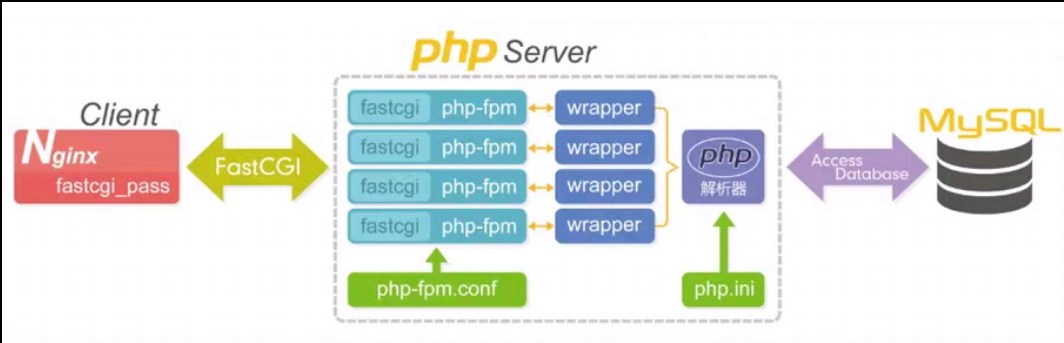 php Server
Client
Nginx
fastcgi_pass
FastCGI
fastcgi php-fpm wrapper
fastcgi php-fpm wrapper
fastcgi php-fpm wrapper
fastcgi php-fpm wrapper
php-fpm.conf
php
解析器
php.ini
Access
Database
MySQL